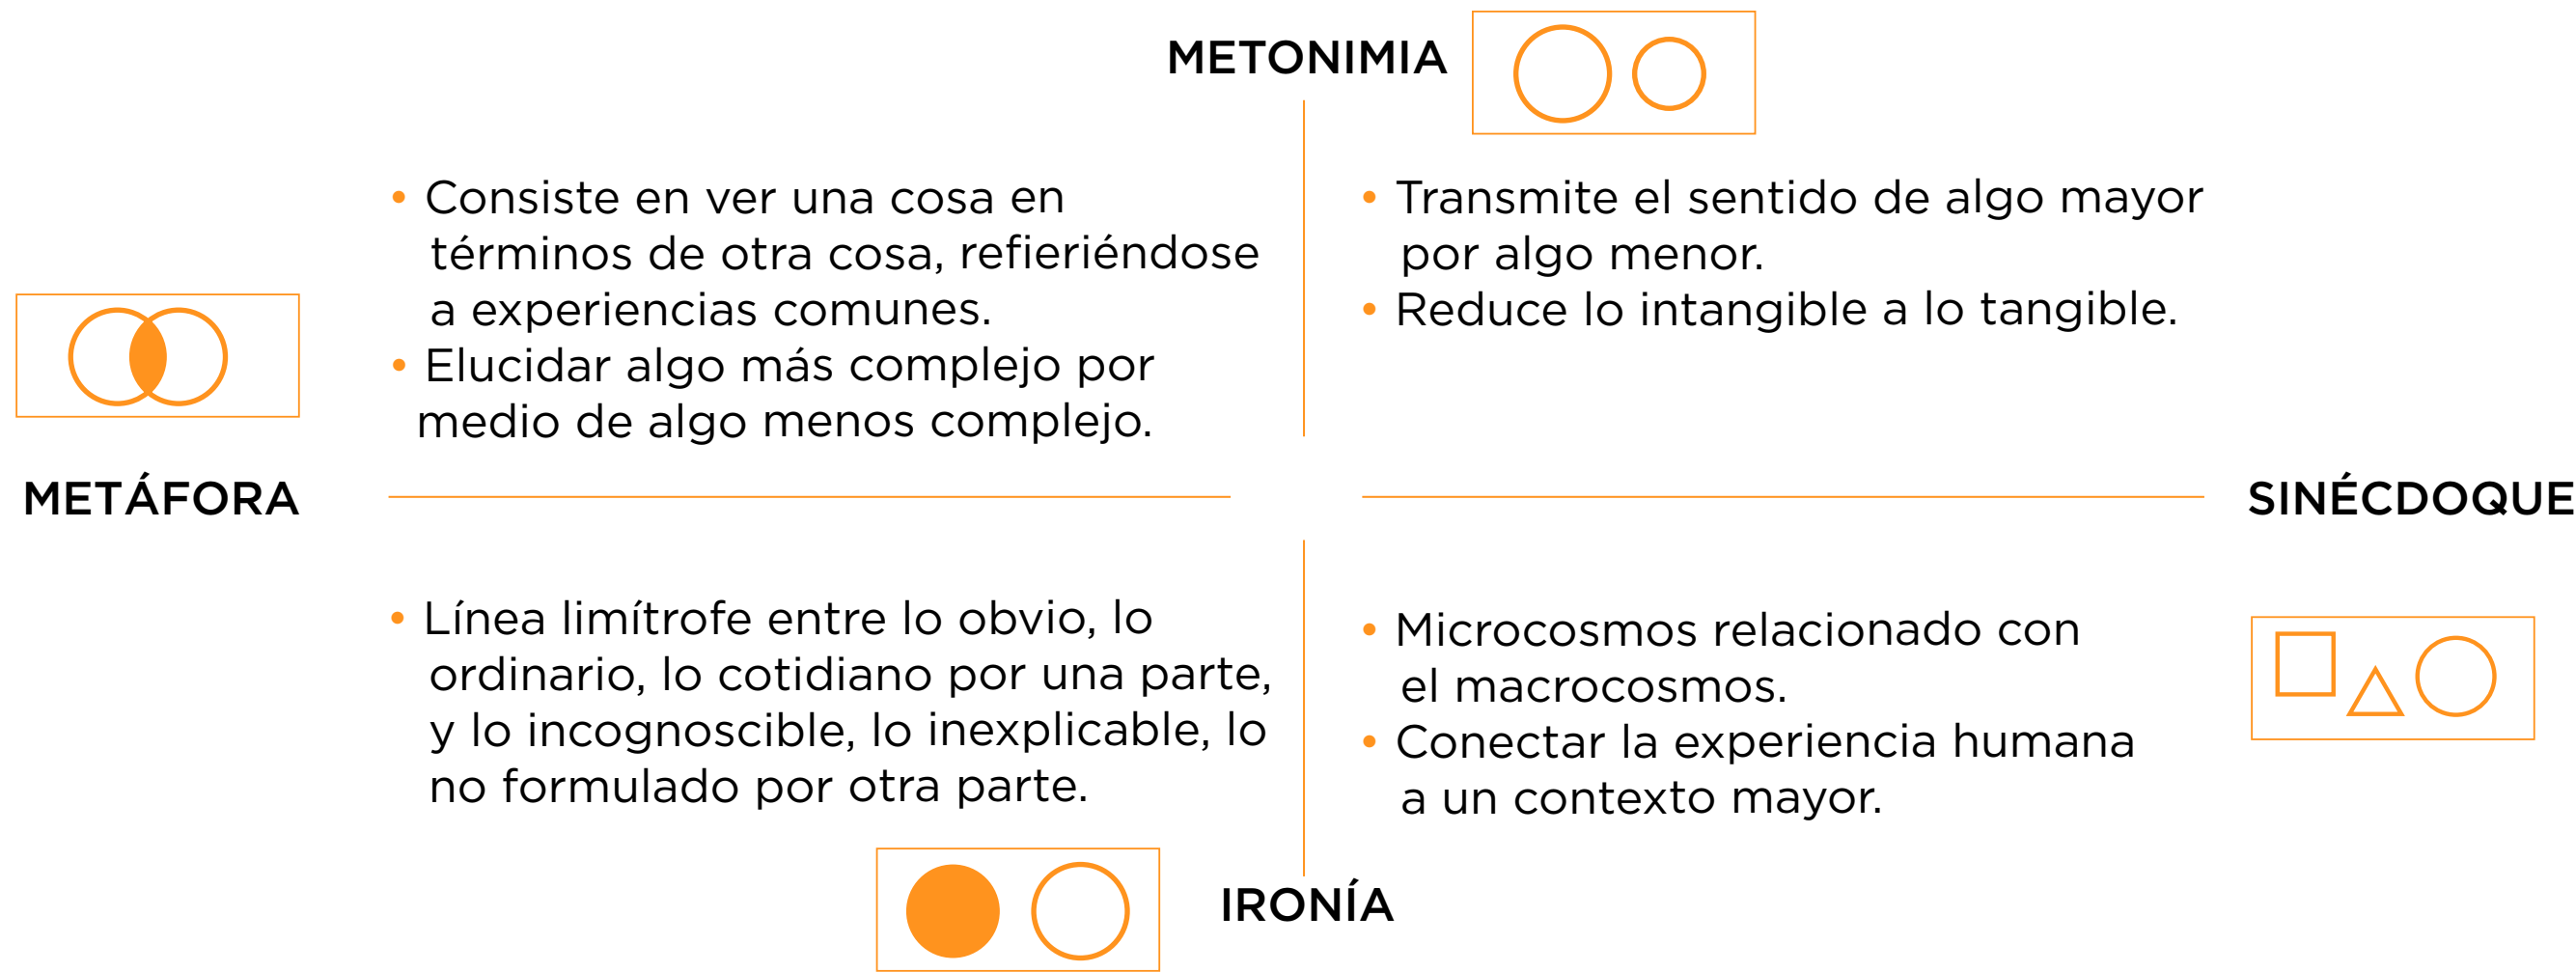 METONIMIA
• Consiste en ver una cosa en
términos de otra cosa, refieriéndose
a experiencias comunes.
• Elucidar algo más complejo por
medio de algo menos complejo.
• Transmite el sentido de algo mayor
por algo menor.
• Reduce lo intangible a lo tangible.
METÁFORA
SINÉCDOQUE
• Línea limítrofe entre lo obvio, lo
ordinario, lo cotidiano por una parte,
y lo incognoscible, lo inexplicable, lo
no formulado por otra parte.
• Microcosmos relacionado con
el macrocosmos.
• Conectar la experiencia humana
a un contexto mayor.
IRONÍA